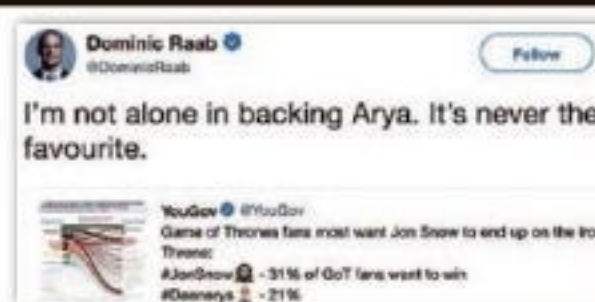 Dominic Raab
@DominicRaab
Follow
I'm not alone in backing Arya. It's never the
favourite.
YouGov @YouGov
Game of Thrones fans most want Jon Snow to end up on the Iro
Throne:
#JonSnow - 31% of GoT fans want to win
#Daenerys - 21%